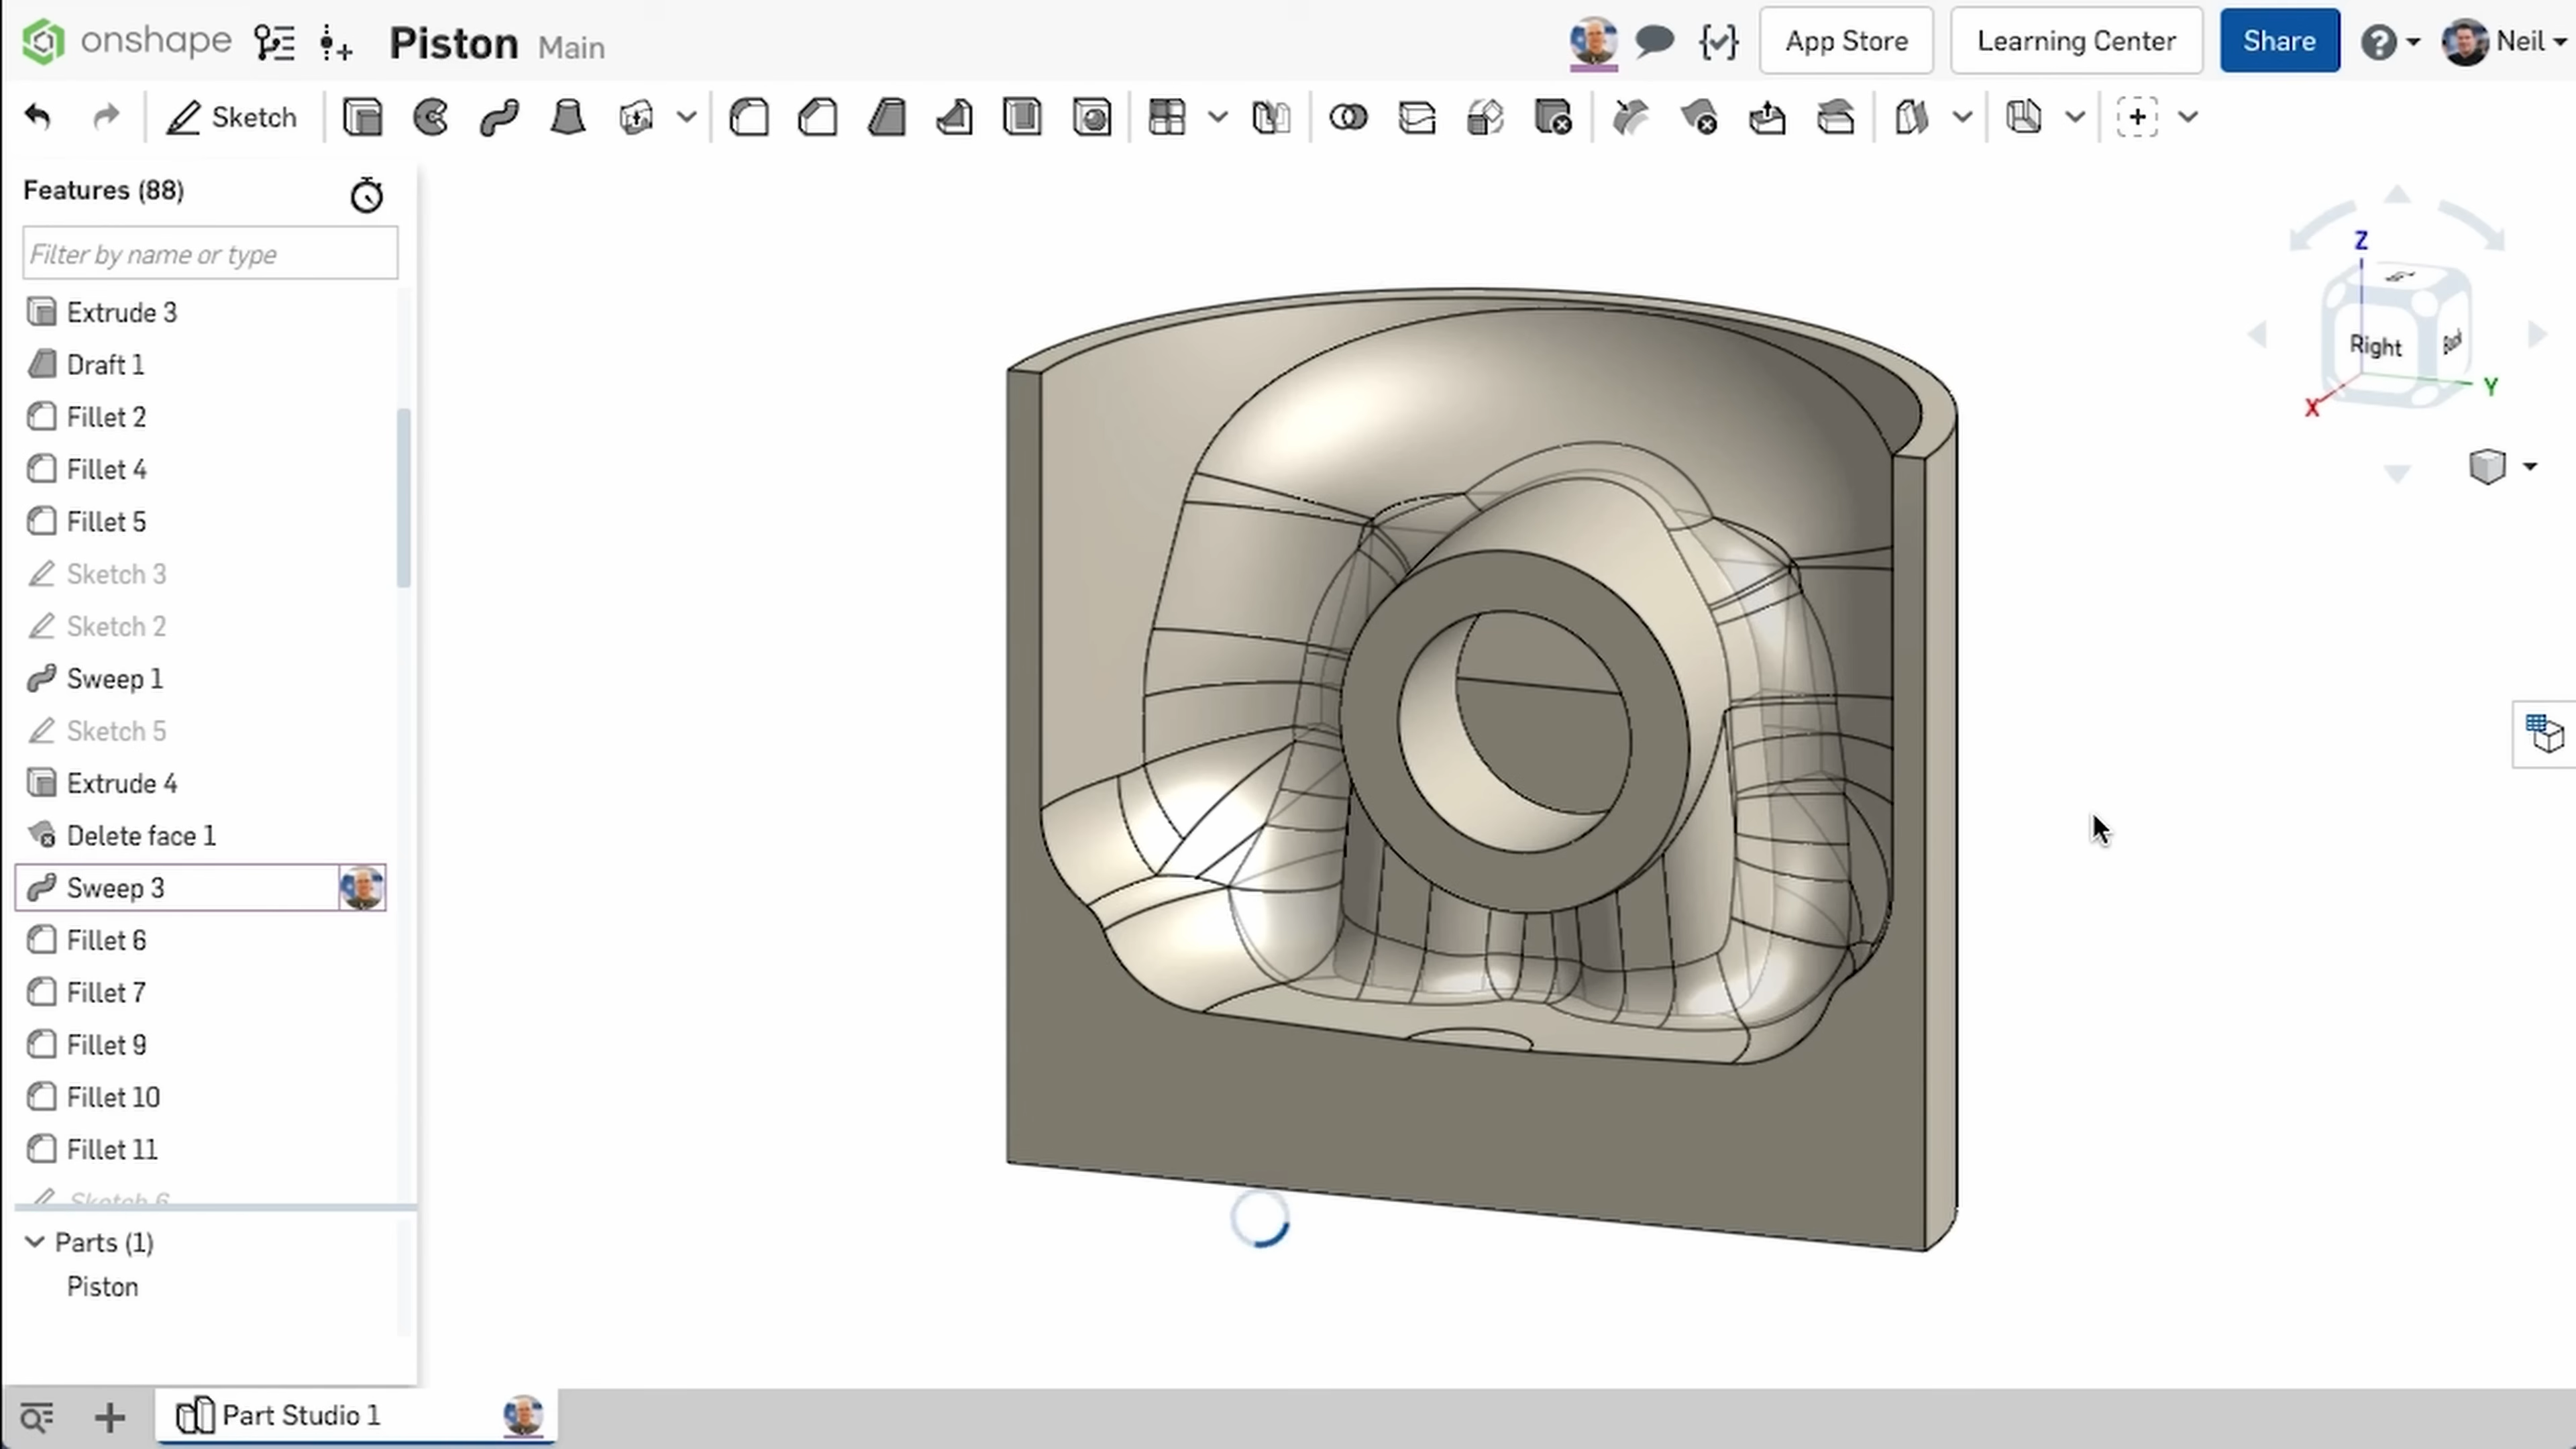 onshape Piston Main App Store Learning Center Share Neil
Sketch
Features (88)
Filter by name or type
Extrude 3
Draft 1
Fillet 2
Fillet 4
Fillet 5
Sketch 3
Sketch 2
Sweep 1
Sketch 5
Extrude 4
Delete face 1
Sweep 3
Fillet 6
Fillet 7
Fillet 9
Fillet 10
Fillet 11
Sketch 6
Parts (1)
Piston
Z
Right Back
X Y
Part Studio 1